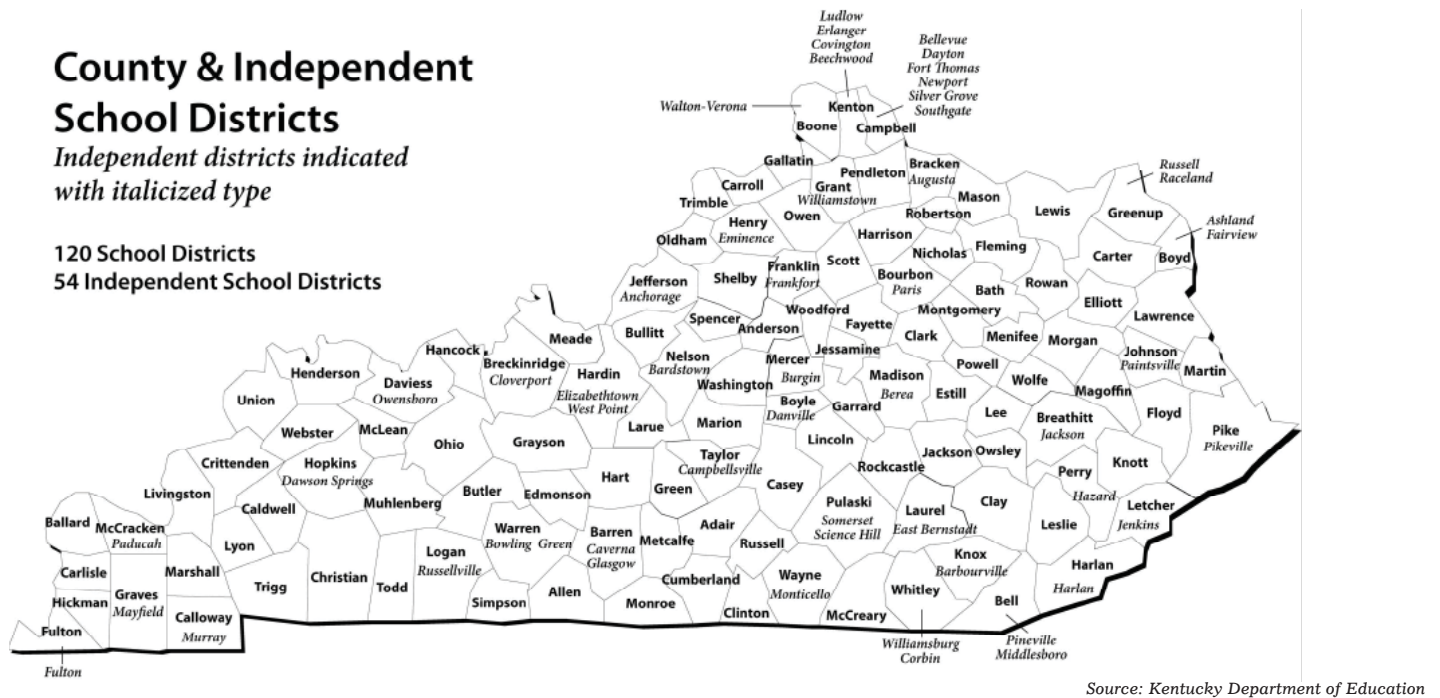 County & Independent
School Districts
Independent districts indicated
with italicized type
120 School Districts
54 Independent School Districts
Ludlow
Erlanger
Covington
Beechwood
Bellevue
Dayton
Fort Thomas
Newport
Silver Grove
Southgate
Walton-Verona
Kenton
Boone
Campbell
Gallatin
Pendleton
Bracken
Augusta
Russell
Raceland
Carroll
Grant
Williamstown
Trimble
Mason
Owen
Robertson
Lewis
Greenup
Henry
Eminence
Ashland
Fairview
Oldham
Harrison
Nicholas
Fleming
Carter
Boyd
Franklin
Frankfort
Scott
Jefferson
Anchorage
Shelby
Bourbon
Paris
Bath
Rowan
Elliott
Lawrence
Woodford
Montgomery
Spencer
Anderson
Fayette
Bullitt
Meade
Clark
Menifee
Morgan
Hancock
Breckinridge
Cloverport
Nelson
Bardstown
Jessamine
Mercer
Burgin
Johnson
Paintsville
Martin
Powell
Henderson
Daviess
Owensboro
Hardin
Elizabethtown
West Point
Washington
Madison
Berea
Estill
Wolfe
Magoffin
Union
Boyle
Danville
Garrard
Lee
Breathitt
Jackson
Floyd
Pike
Pikeville
Webster
McLean
Ohio
Grayson
Larue
Marion
Lincoln
Crittenden
Hopkins
Dawson Springs
Taylor
Campbellsville
Rockcastle
Jackson
Owsley
Perry
Hazard
Knott
Livingston
Caldwell
Muhlenberg
Butler
Edmonson
Hart
Green
Casey
Pulaski
Somerset
Science Hill
Laurel
East Bernstadt
Clay
Leslie
Letcher
Jenkins
Ballard
McCracken
Paducah
Lyon
Logan
Russellville
Warren
Bowling Green
Barren
Caverna
Glasgow
Metcalfe
Adair
Russell
Knox
Barbourville
Harlan
Harlan
Carlisle
Marshall
Graves
Mayfield
Trigg
Christian
Todd
Simpson
Allen
Monroe
Cumberland
Clinton
Wayne
Monticello
McCreary
Whitley
Bell
Hickman
Calloway
Murray
Fulton
Fulton
Williamsburg
Corbin
Pineville
Middlesboro
Source: Kentucky Department of Education